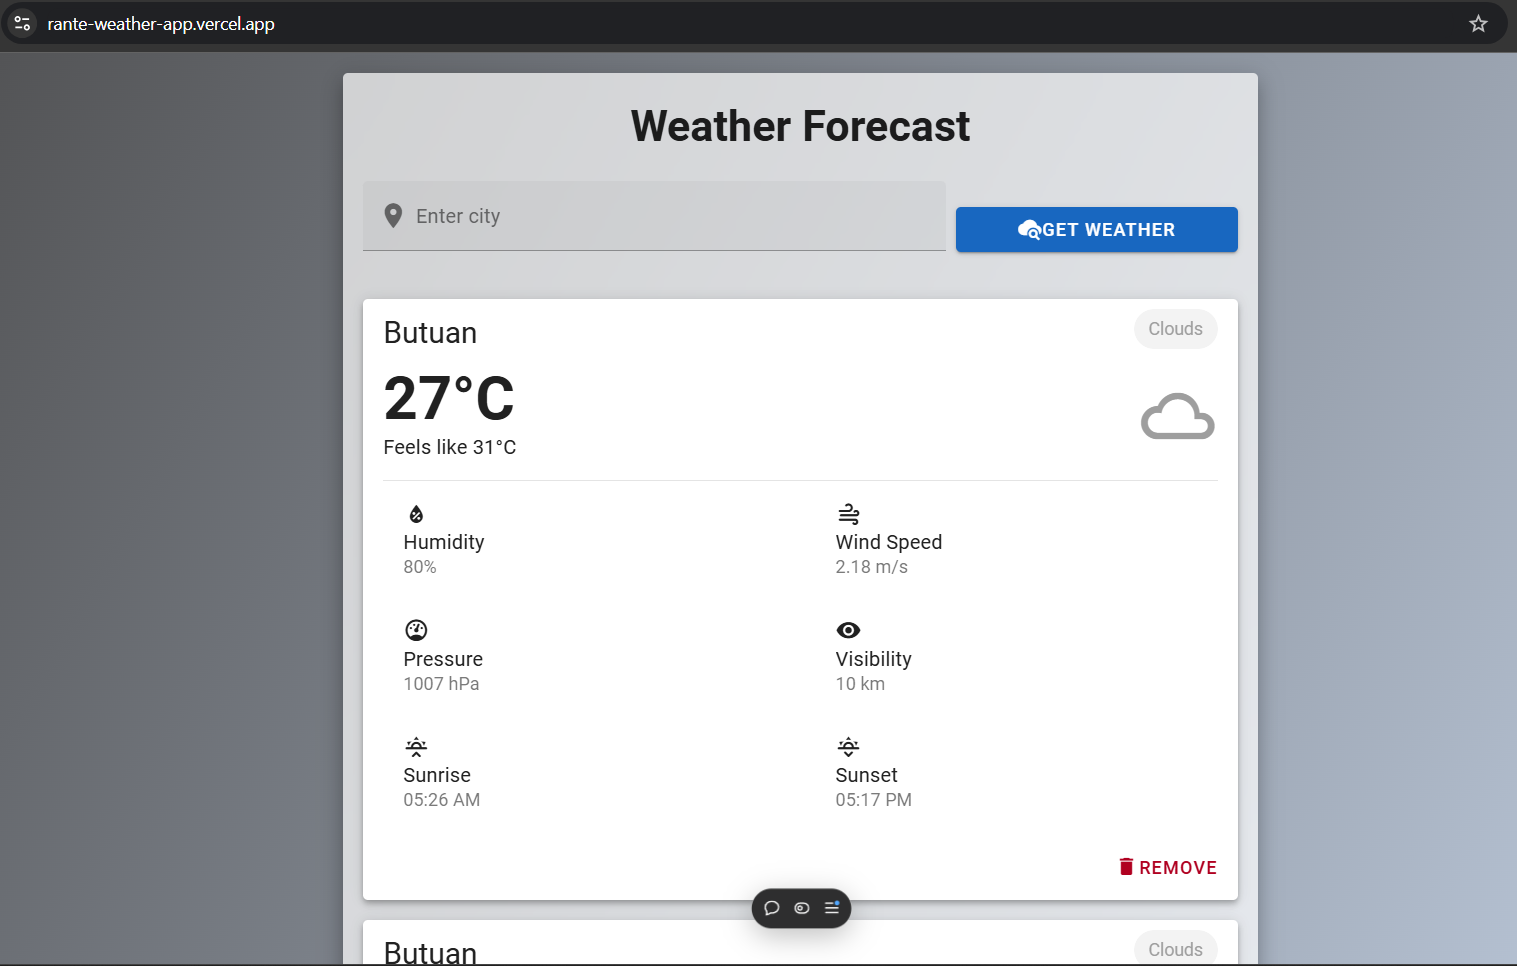 rante-weather-app.vercel.app
Weather Forecast
Enter city
GET WEATHER
Butuan
Clouds
27°C
Feels like 31°C
Humidity
80%
Wind Speed
2.18 m/s
Pressure
1007 hPa
Visibility
10 km
Sunrise
05:26 AM
Sunset
05:17 PM
REMOVE
Butuan
Clouds